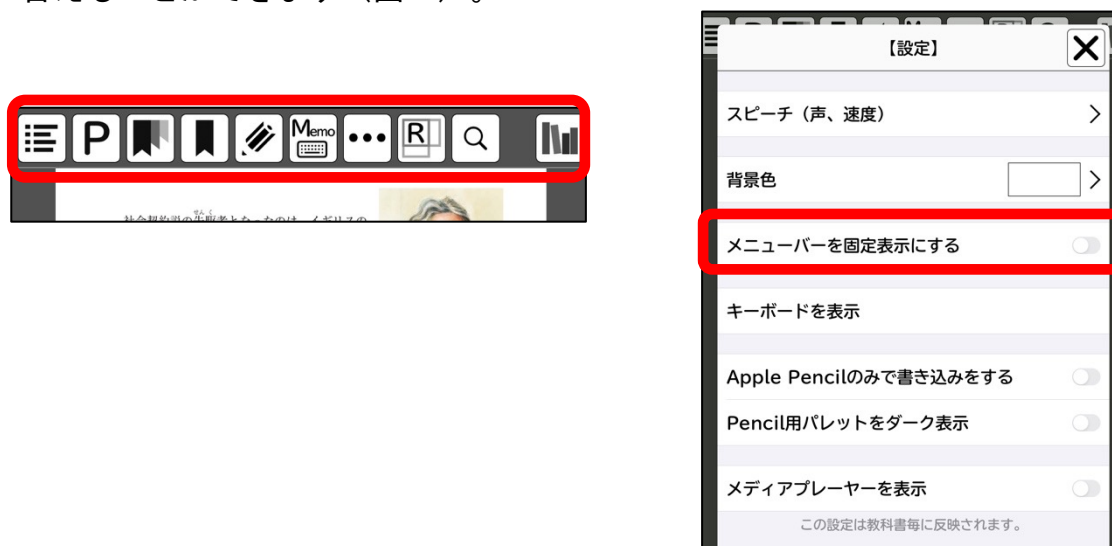 【設定】
スピーチ（声、速度）
背景色
メニューバーを固定表示にする
キーボードを表示
Apple Pencilのみで書き込みをする
Pencil用パレットをダーク表示
メディアプレーヤーを表示
この設定は教科書毎に反映されます。
P
Memo
R